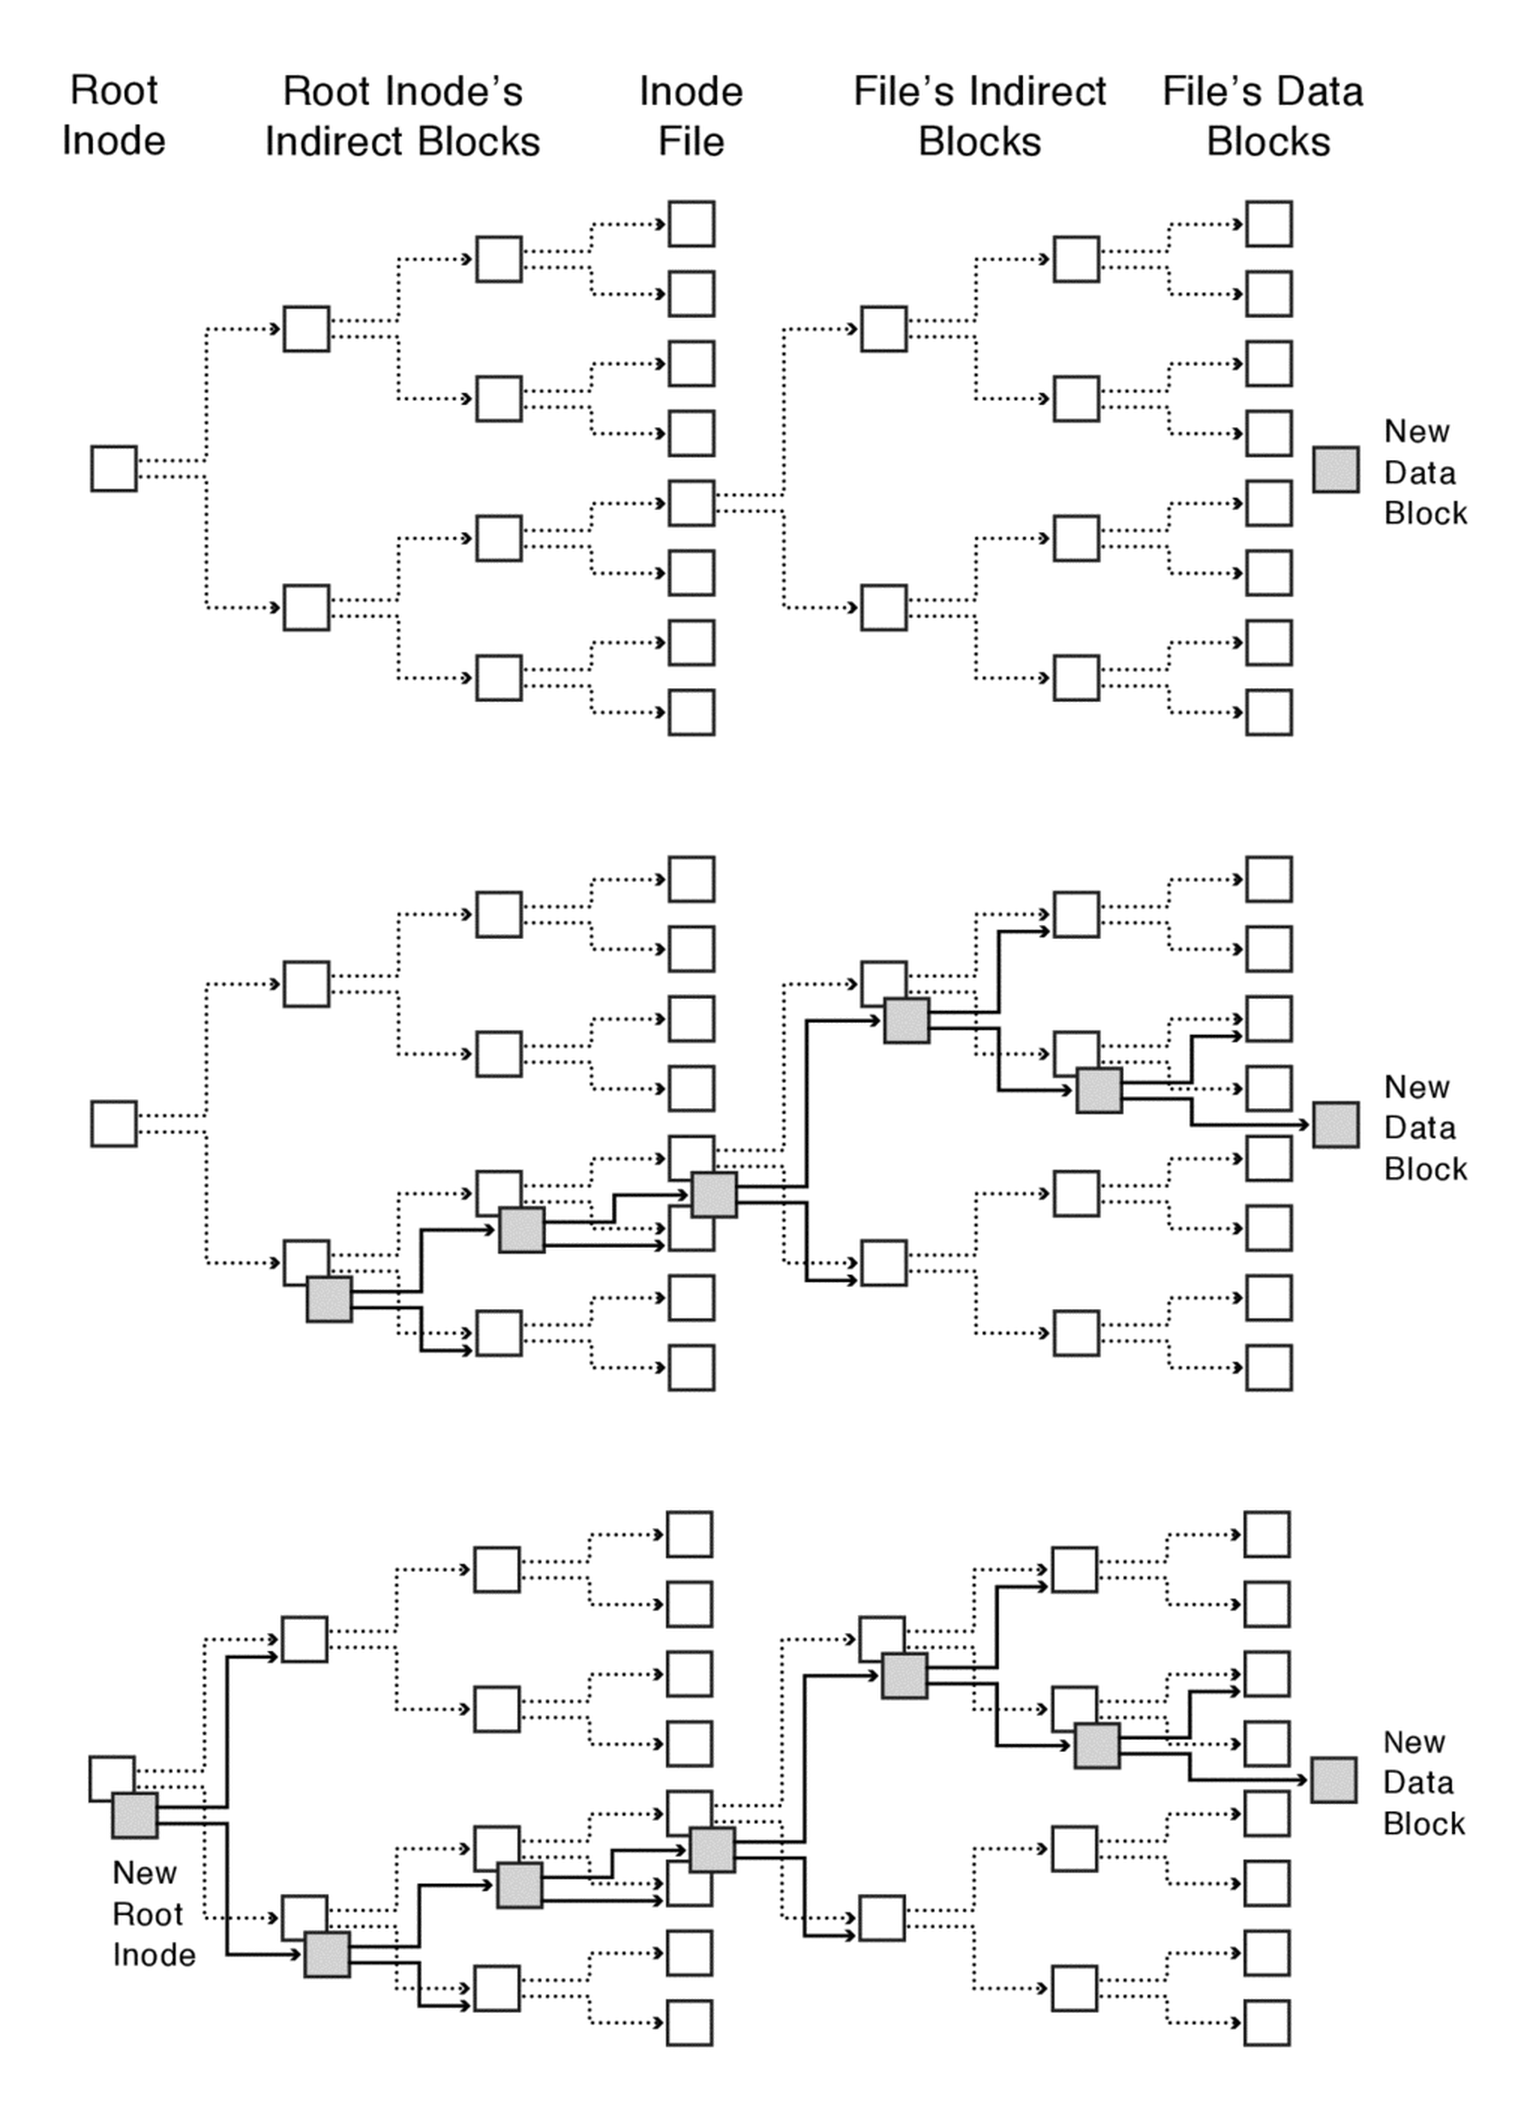 Root
Inode
Root Inode's
Indirect Blocks
Inode
File
File's Indirect
Blocks
File's Data
Blocks
New
Data
Block
New
Data
Block
New
Root
Inode
New
Data
Block